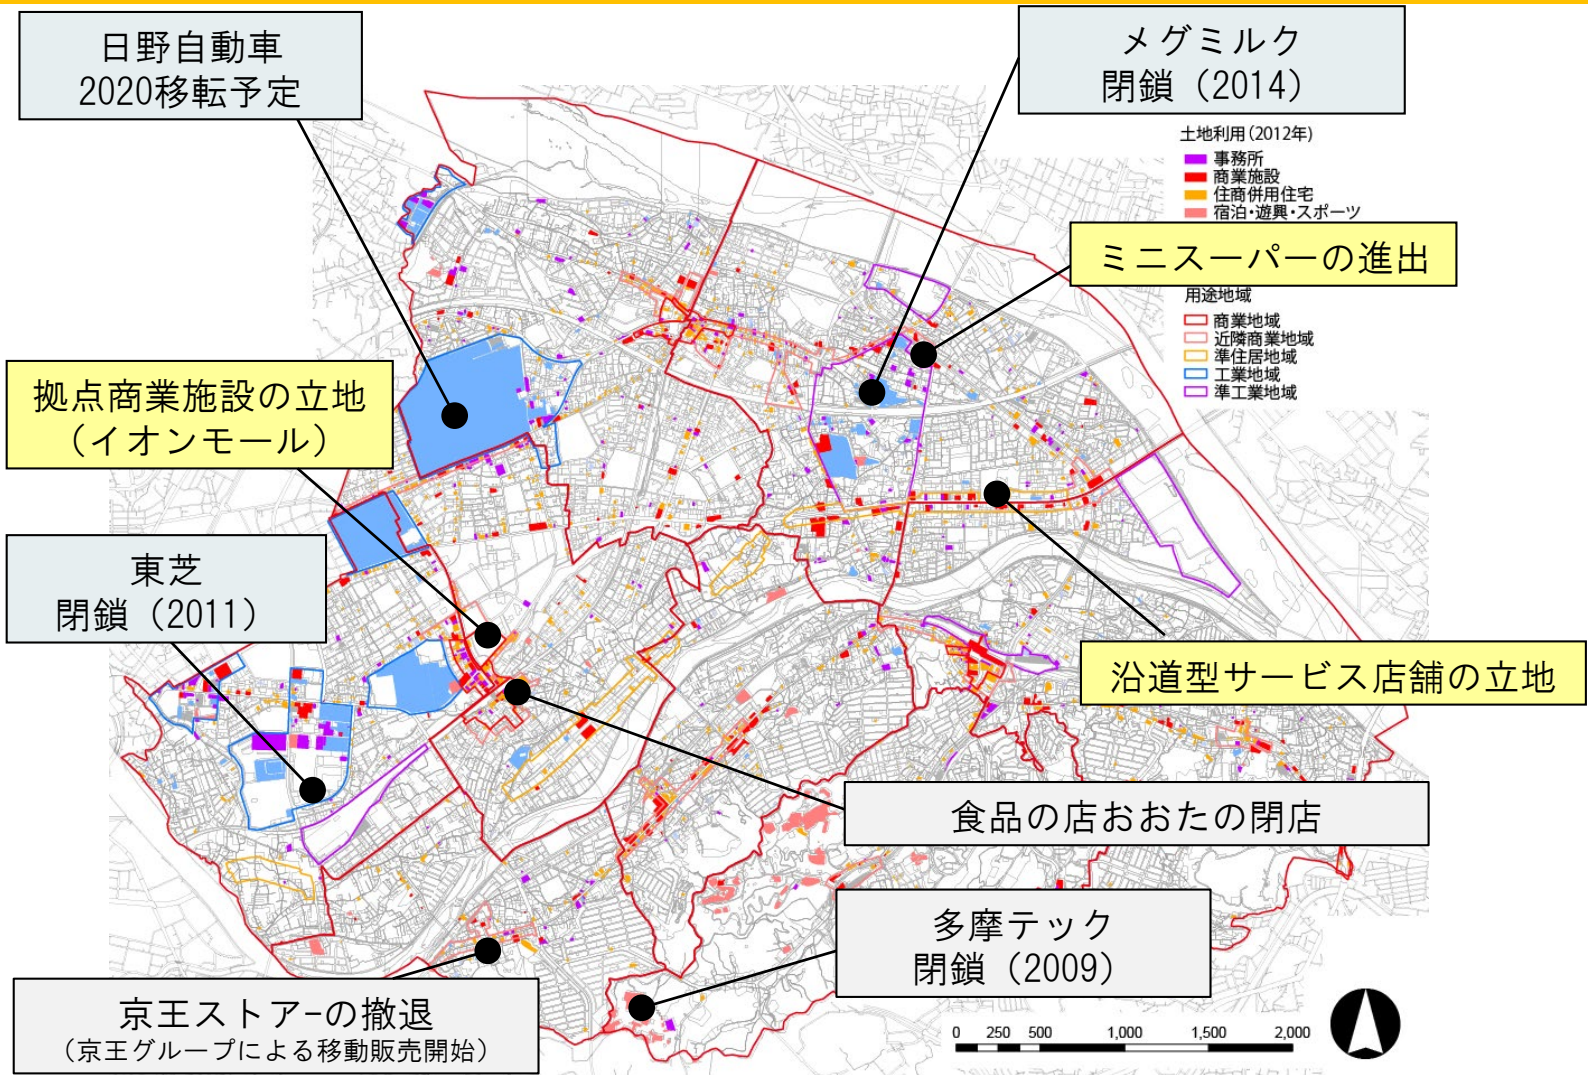 日野自動車
2020移転予定
メグミルク
閉鎖（2014）
土地利用(2012年)
事務所
商業施設
住商併用住宅
宿泊・遊興・スポーツ
ミニスーパーの進出
用途地域
商業地域
近隣商業地域
準住居地域
工業地域
準工業地域
拠点商業施設の立地
（イオンモール）
東芝
閉鎖（2011）
沿道型サービス店舗の立地
食品の店おおたの閉店
多摩テック
閉鎖（2009）
京王ストアｰの撤退
（京王グループによる移動販売開始）
0 250 500 1,000 1,500 2,000